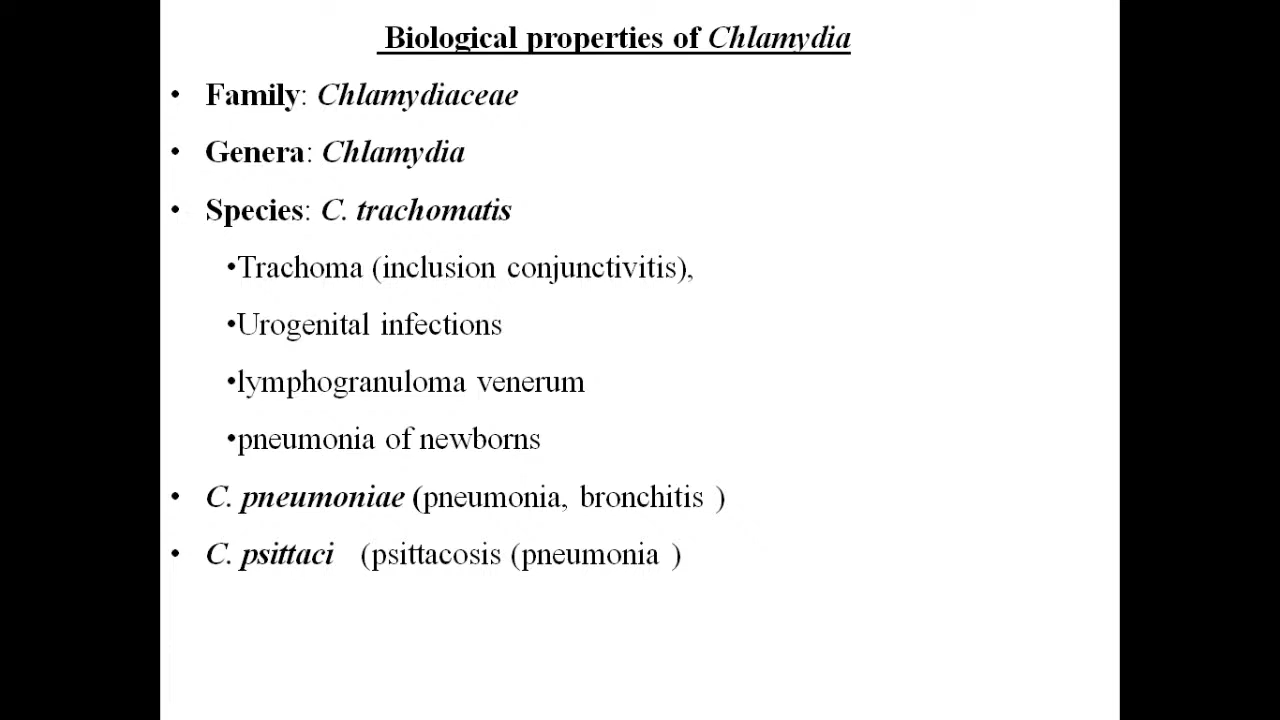 Biological properties of Chlamydia
• Family: Chlamydiaceae
• Genera: Chlamydia
• Species: C. trachomatis
•Trachoma (inclusion conjunctivitis),
•Urogenital infections
•lymphogranuloma venerum
•pneumonia of newborns
• C. pneumoniae (pneumonia, bronchitis )
• C. psittaci (psittacosis (pneumonia )